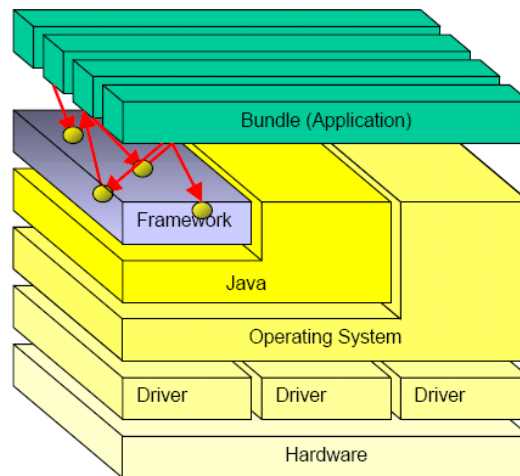 Bundle (Application)
Framework
Java
Operating System
Driver
Driver
Driver
Hardware